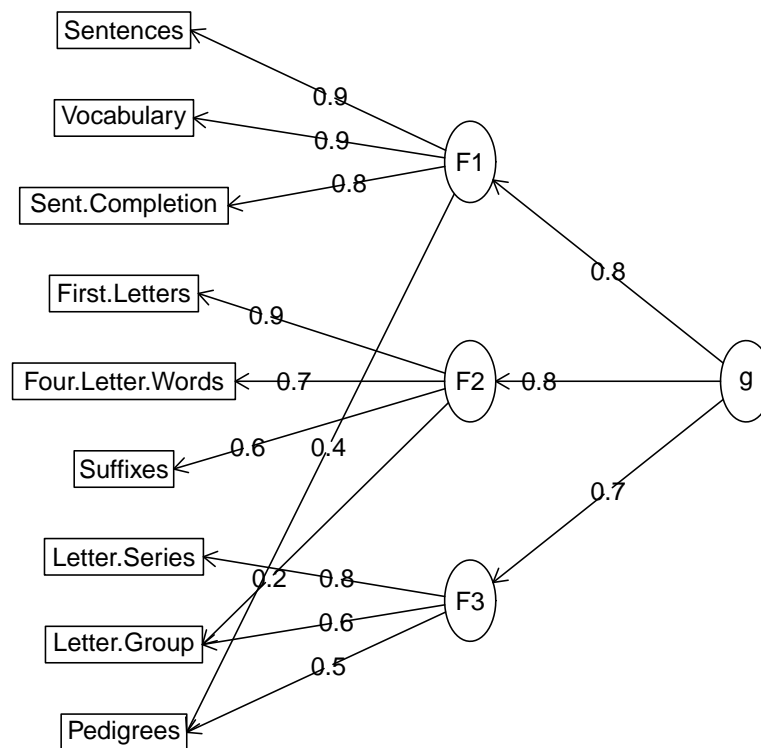 Sentences
0.9
Vocabulary
0.9
F1
Sent.Completion
0.8
0.8
First.Letters
0.9
Four.Letter.Words
0.7
F2
0.8
g
Suffixes
0.6
0.4
0.7
Letter.Series
0.2
0.8
F3
Letter.Group
0.6
0.5
Pedigrees